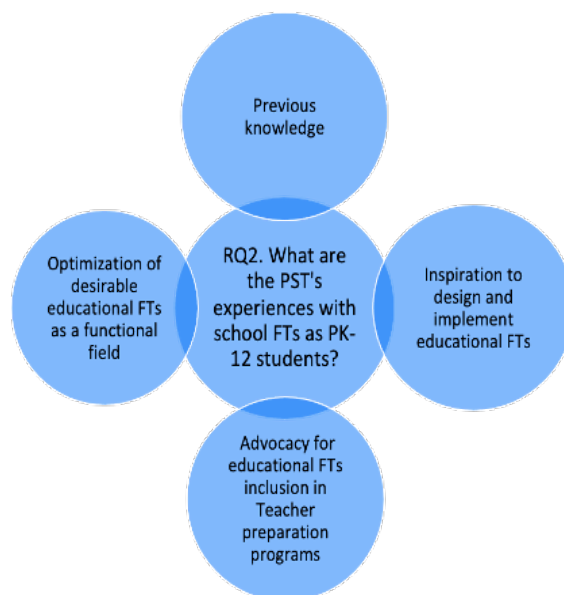 Previous
knowledge
Optimization of
desirable
educational FTs
as a functional
field
RQ2. What are
the PST's
experiences with
school FTs as PK-
12 students?
Inspiration to
design and
implement
educational FTs
Advocacy for
educational FTs
inclusion in
Teacher
preparation
programs